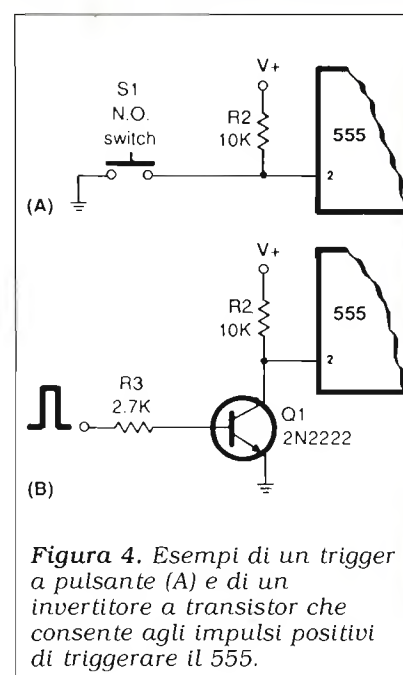 S1
N.O.
switch
V+
R2
10K
555
2
(A)
V+
R2
10K
555
2
R3
2.7K
Q1
2N2222
(B)
Figura 4. Esempi di un trigger
a pulsante (A) e di un
invertitore a transistor che
consente agli impulsi positivi
di triggerare il 555.